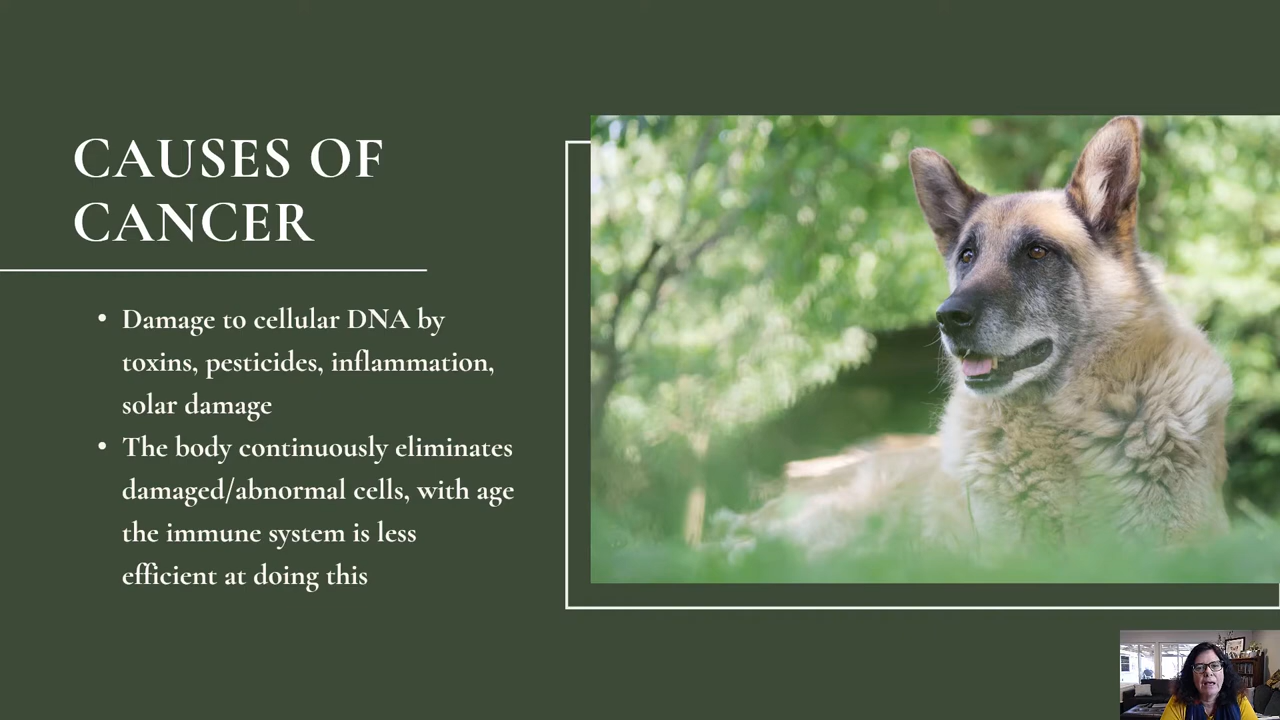 CAUSES OF
CANCER
• Damage to cellular DNA by
toxins, pesticides, inflammation,
solar damage
• The body continuously eliminates
damaged/abnormal cells, with age
the immune system is less
efficient at doing this